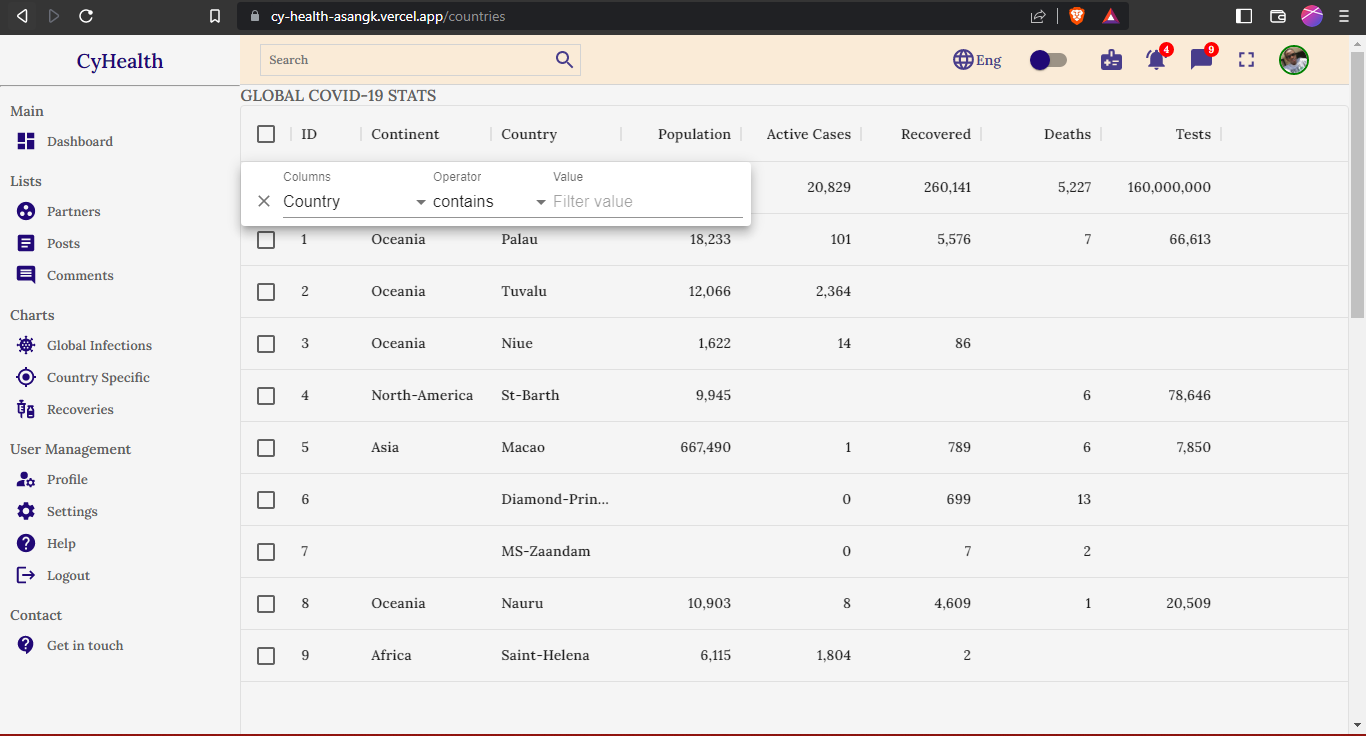 cy-health-asangk.vercel.app/countries
CyHealth
Search
Eng
4
9
Main
Dashboard
Lists
Partners
Posts
Comments
Charts
Global Infections
Country Specific
Recoveries
User Management
Profile
Settings
Help
Logout
Contact
Get in touch
GLOBAL COVID-19 STATS
ID Continent Country Population Active Cases Recovered Deaths Tests
Columns Operator Value
Country contains Filter value
20,829 260,141 5,227 160,000,000
1 Oceania Palau 18,233 101 5,576 7 66,613
2 Oceania Tuvalu 12,066 2,364
3 Oceania Niue 1,622 14 86
4 North-America St-Barth 9,945 6 78,646
5 Asia Macao 667,490 1 789 6 7,850
6 Diamond-Prin... 0 699 13
7 MS-Zaandam 0 7 2
8 Oceania Nauru 10,903 8 4,609 1 20,509
9 Africa Saint-Helena 6,115 1,804 2